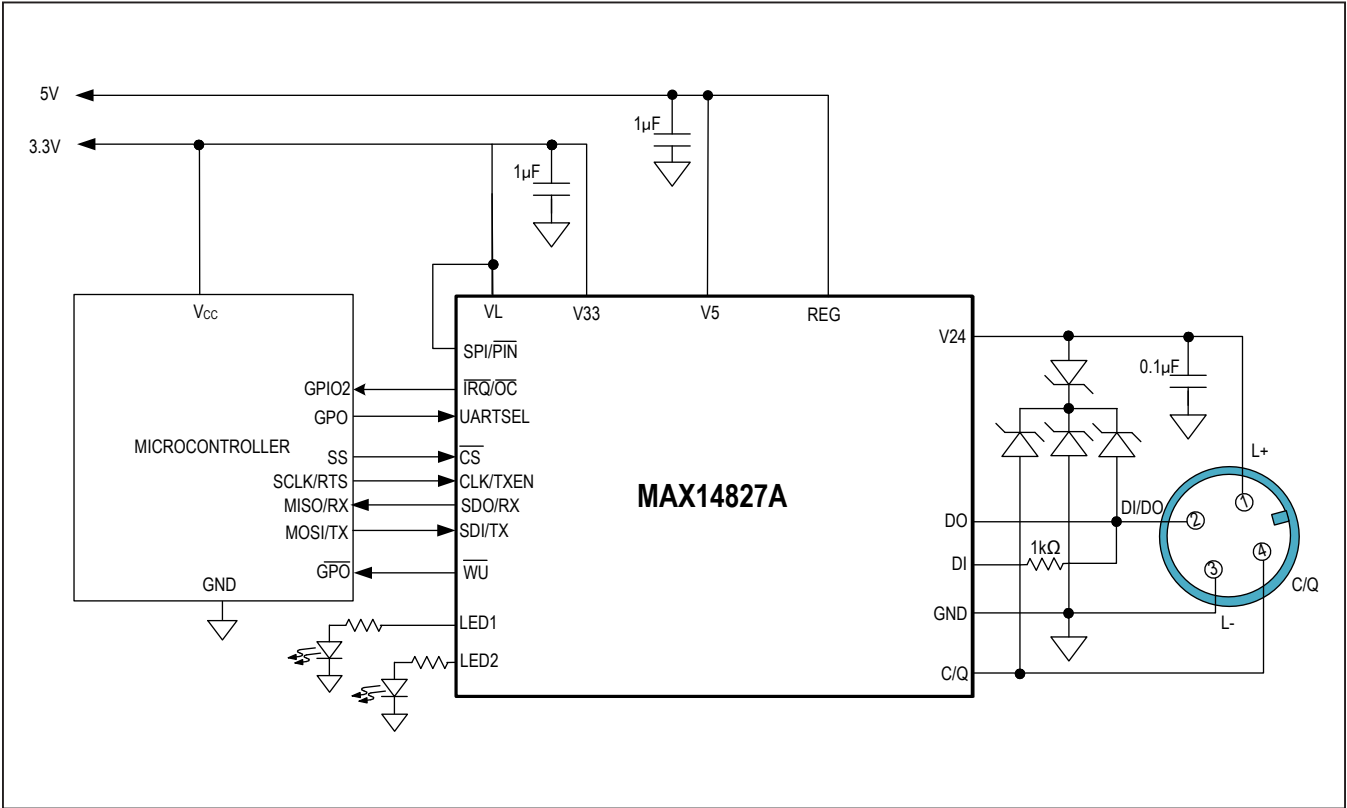 5V
3.3V
1µF
1µF
VCC
VL
V33
V5
REG
SPI/PIN
GPIO2
IRQ/OC
GPO
UARTSEL
MICROCONTROLLER
SS
CS
SCLK/RTS
CLK/TXEN
MISO/RX
SDO/RX
MOSI/TX
SDI/TX
GPO
WU
GND
LED1
LED2
MAX14827A
V24
0.1µF
L+
DO
DI/DO
DI
1kΩ
GND
C/Q
1
2
3
4
L-
C/Q